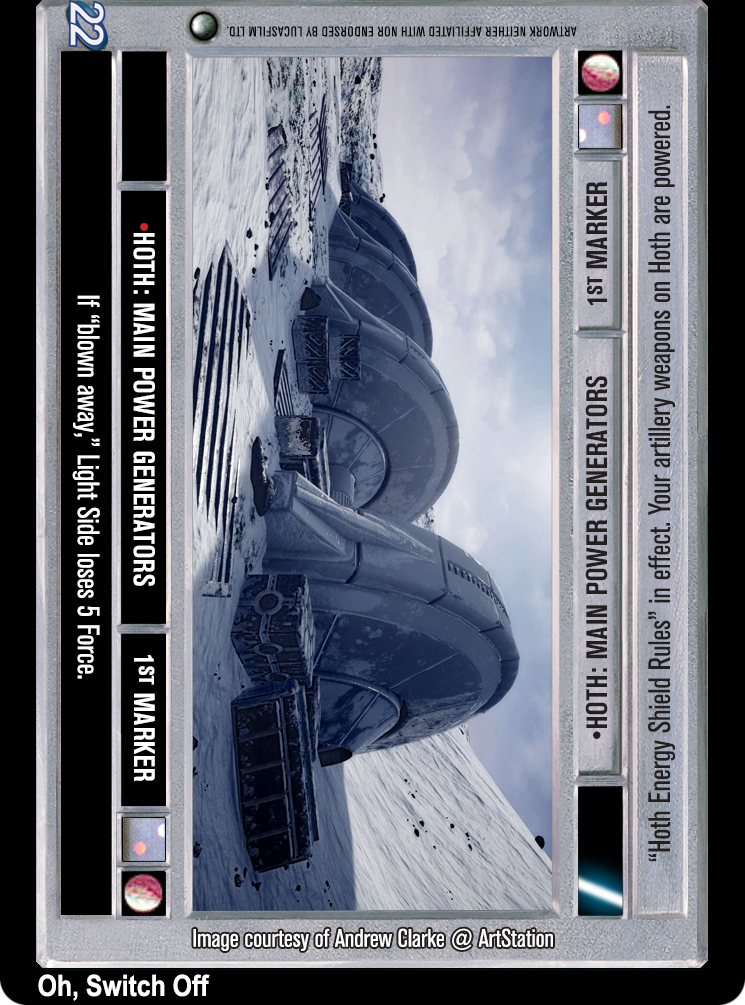 22
ARTWORK NEITHER AFFILIATED WITH NOR ENDORSED BY LUCASFILM LTD.
•HOTH: MAIN POWER GENERATORS
1ST MARKER
If “blown away,” Light Side loses 5 Force.
•HOTH: MAIN POWER GENERATORS
1ST MARKER
“Hoth Energy Shield Rules” in effect. Your artillery weapons on Hoth are powered.
Image courtesy of Andrew Clarke @ ArtStation
Oh, Switch Off